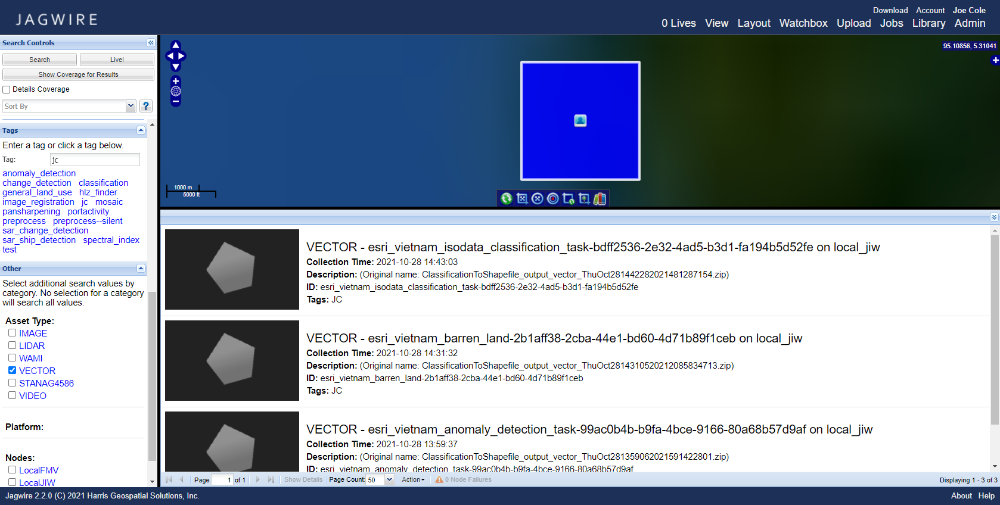 JAGWIRE
Download Account Joe Cole
0 Lives View Layout Watchbox Upload Jobs Library Admin
Search Controls
Search Live!
Show Coverage for Results
Details Coverage
Sort By ?
Tags
Enter a tag or click a tag below.
Tag: jc
anomaly_detection
change_detection classification
general_land_use hlz_finder
image_registration jc mosaic
pansharpening portactivity
preprocess preprocess--silent
sar_change_detection
sar_ship_detection spectral_index
test
Other
Select additional search values by
category. No selection for a category
will search all values.
Asset Type:
IMAGE
LIDAR
WAMI
VECTOR
STANAG4586
VIDEO
Platform:
Nodes:
LocalFMV
LocalJIW
95.10856, 5.31041
1000 m
5000 ft
VECTOR - esri_vietnam_isodata_classification_task-bdff2536-2e32-4ad5-b3d1-fa194b5d52fe on local_jiw
Collection Time: 2021-10-28 14:43:03
Description: (Original name: ClassificationToShapefile_output_vector_ThuOct281442282021481287154.zip)
ID: esri_vietnam_isodata_classification_task-bdff2536-2e32-4ad5-b3d1-fa194b5d52fe
Tags: JC
VECTOR - esri_vietnam_barren_land-2b1aff38-2cba-44e1-bd60-4d71b89f1ceb on local_jiw
Collection Time: 2021-10-28 14:31:32
Description: (Original name: ClassificationToShapefile_output_vector_ThuOct2814310520212085834713.zip)
ID: esri_vietnam_barren_land-2b1aff38-2cba-44e1-bd60-4d71b89f1ceb
Tags: JC
VECTOR - esri_vietnam_anomaly_detection_task-99ac0b4b-b9fa-4bce-9166-80a68b57d9af on local_jiw
Collection Time: 2021-10-28 13:59:37
Description: (Original name: ClassificationToShapefile_output_vector_ThuOct281359062021591422801.zip)
ID: esri_vietnam_anomaly_detection_task-99ac0b4b-b9fa-4bce-9166-80a68b57d9af
Page 1 of 1 Show Details Page Count: 50 Action 0 Node Failures Displaying 1 - 3 of 3
Jagwire 2.2.0 (C) 2021 Harris Geospatial Solutions, Inc. About Help